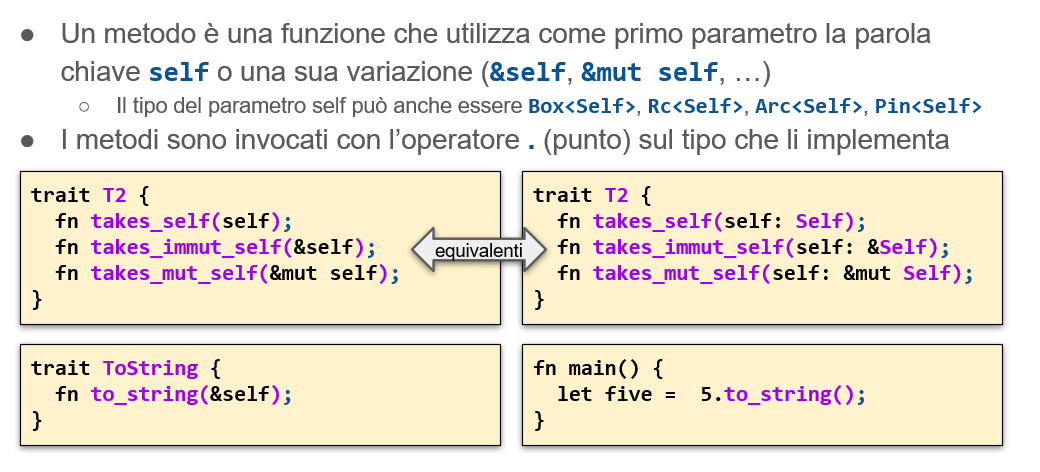 ● Un metodo è una funzione che utilizza come primo parametro la parola
chiave self o una sua variazione (&self, &mut self, …)
○ Il tipo del parametro self può anche essere Box<Self>, Rc<Self>, Arc<Self>, Pin<Self>
● I metodi sono invocati con l’operatore . (punto) sul tipo che li implementa
trait T2 {
  fn takes_self(self);
  fn takes_immut_self(&self);
  fn takes_mut_self(&mut self);
}
equivalenti
trait T2 {
  fn takes_self(self: Self);
  fn takes_immut_self(self: &Self);
  fn takes_mut_self(self: &mut Self);
}
trait ToString {
  fn to_string(&self);
}
fn main() {
  let five =  5.to_string();
}